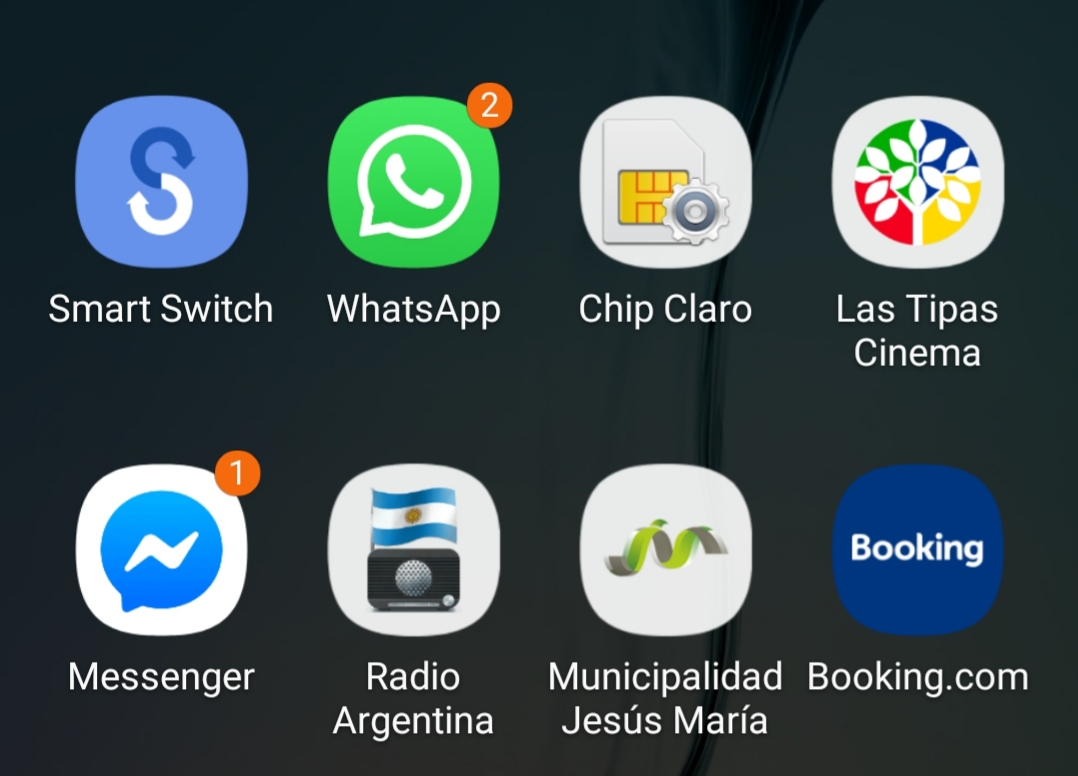 2
Smart Switch
WhatsApp
Chip Claro
Las Tipas
Cinema
1
Booking
Messenger
Radio
Argentina
Municipalidad
Jesús María
Booking.com